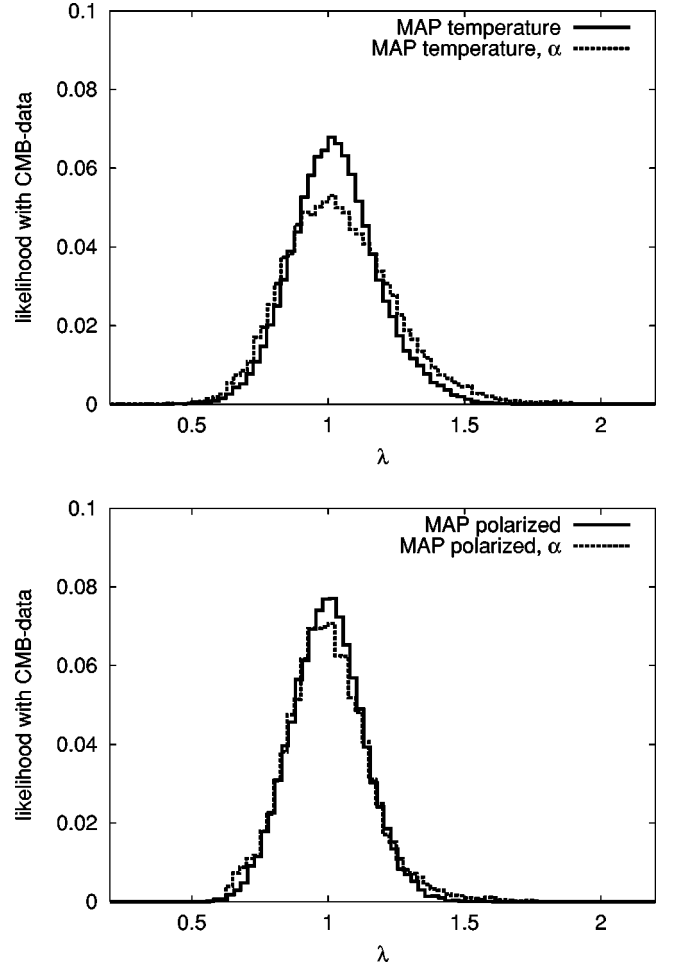 0.1
MAP temperature
MAP temperature, α
0.08
0.06
0.04
0.02
0
likelihood with CMB-data
0.5 1 1.5 2
λ
0.1
MAP polarized
MAP polarized, α
0.08
0.06
0.04
0.02
0
likelihood with CMB-data
0.5 1 1.5 2
λ